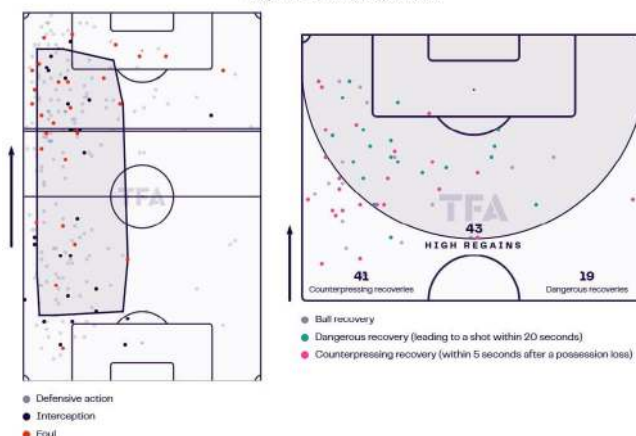 TFA
Defensive action
Interception
Foul
TFA
43
HIGH REGAINS
41
Counterpressing recoveries
19
Dangerous recoveries
Ball recovery
Dangerous recovery (leading to a shot within 20 seconds)
Counterpressing recovery (within 5 seconds after a possession loss)